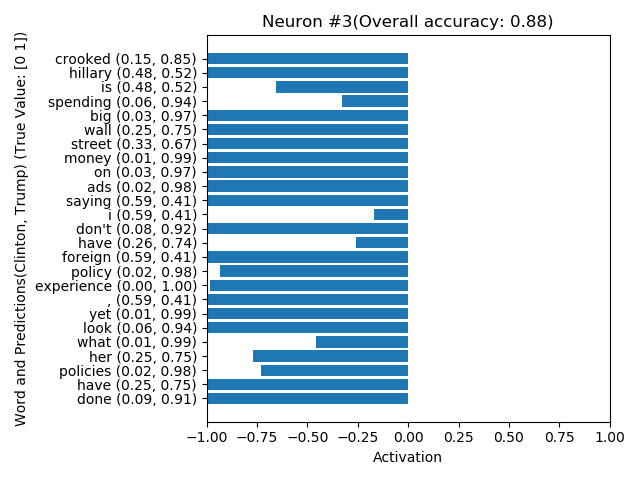 Neuron #3(Overall accuracy: 0.88)
Word and Predictions(Clinton, Trump) (True Value: [0 1])
crooked (0.15, 0.85)
hillary (0.48, 0.52)
is (0.48, 0.52)
spending (0.06, 0.94)
big (0.03, 0.97)
wall (0.25, 0.75)
street (0.33, 0.67)
money (0.01, 0.99)
on (0.03, 0.97)
ads (0.02, 0.98)
saying (0.59, 0.41)
i (0.59, 0.41)
don't (0.08, 0.92)
have (0.26, 0.74)
foreign (0.59, 0.41)
policy (0.02, 0.98)
experience (0.00, 1.00)
, (0.59, 0.41)
yet (0.01, 0.99)
look (0.06, 0.94)
what (0.01, 0.99)
her (0.25, 0.75)
policies (0.02, 0.98)
have (0.25, 0.75)
done (0.09, 0.91)
−1.00 −0.75 −0.50 −0.25 0.00 0.25 0.50 0.75 1.00
Activation